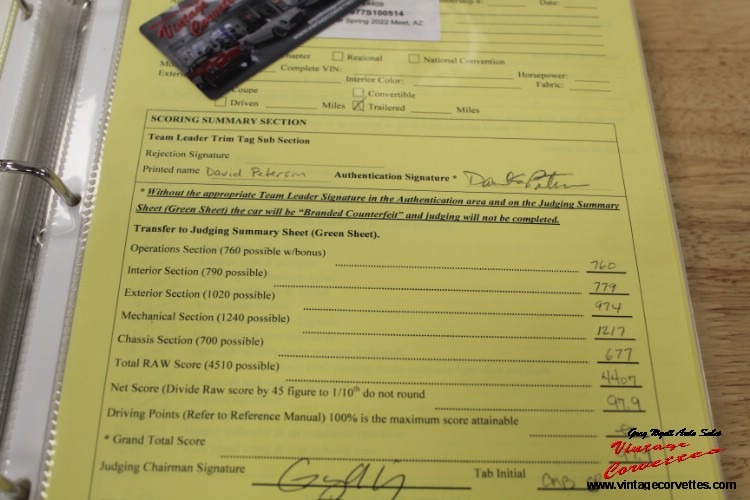 Vintage
Corvettes
77S100514
Spring 2022 Meet, AZ
Date:
Chapter Regional National Convention
Complete VIN:
Interior Color: Horsepower:
Fabric:
Coupe Convertible
Driven Miles Trailered Miles
SCORING SUMMARY SECTION
Team Leader Trim Tag Sub Section
Rejection Signature
Printed name David Peterson Authentication Signature *
* Without the appropriate Team Leader Signature in the Authentication area and on the Judging Summary
Sheet (Green Sheet) the car will be “Branded Counterfeit” and judging will not be completed.
Transfer to Judging Summary Sheet (Green Sheet).
Operations Section (760 possible w/bonus) 760
Interior Section (790 possible) 779
Exterior Section (1020 possible) 974
Mechanical Section (1240 possible) 1217
Chassis Section (700 possible) 677
Total RAW Score (4510 possible) 4407
Net Score (Divide Raw score by 45 figure to 1/10th do not round 97.9
Driving Points (Refer to Reference Manual) 100% is the maximum score attainable
* Grand Total Score
Judging Chairman Signature Tab Initial
Greg Wyatt Auto Sales
Vintage
Corvettes
www.vintagecorvettes.com